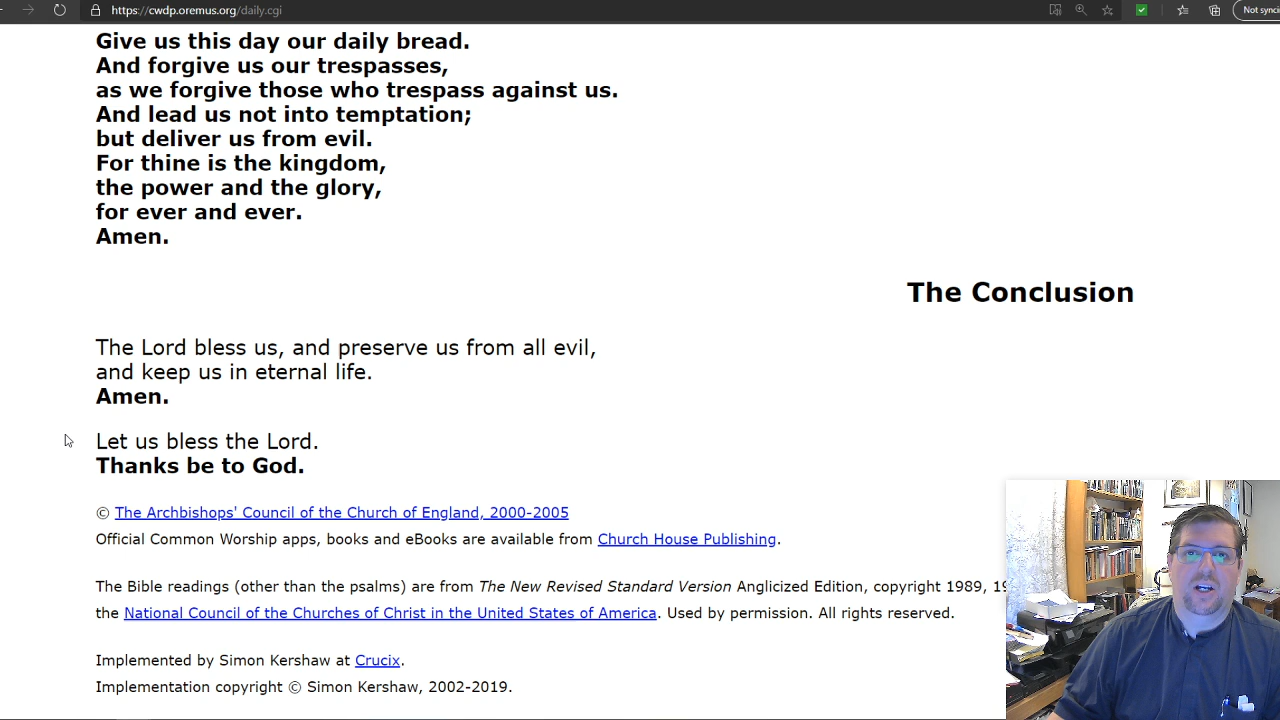 https://cwdp.oremus.org/daily.cgi
Not synci
Give us this day our daily bread.
And forgive us our trespasses,
as we forgive those who trespass against us.
And lead us not into temptation;
but deliver us from evil.
For thine is the kingdom,
the power and the glory,
for ever and ever.
Amen.
The Conclusion
The Lord bless us, and preserve us from all evil,
and keep us in eternal life.
Amen.
Let us bless the Lord.
Thanks be to God.
© The Archbishops' Council of the Church of England, 2000-2005
Official Common Worship apps, books and eBooks are available from Church House Publishing.
The Bible readings (other than the psalms) are from The New Revised Standard Version Anglicized Edition, copyright 1989, 19
the National Council of the Churches of Christ in the United States of America. Used by permission. All rights reserved.
Implemented by Simon Kershaw at Crucix.
Implementation copyright © Simon Kershaw, 2002-2019.